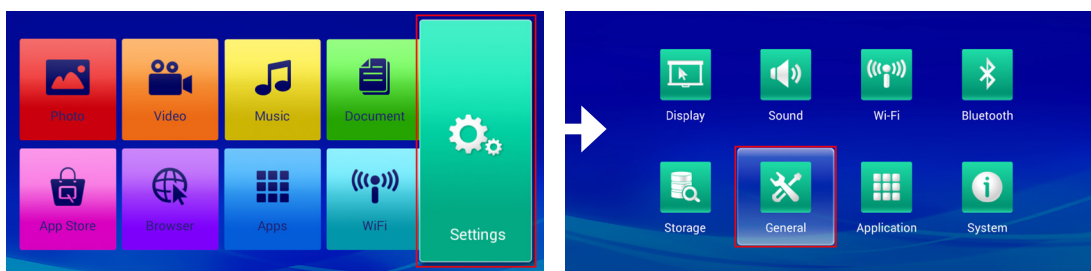 Photo
Video
Music
Document
App Store
Browser
Apps
WiFi
Settings
Display
Sound
Wi-Fi
Bluetooth
Storage
General
Application
System